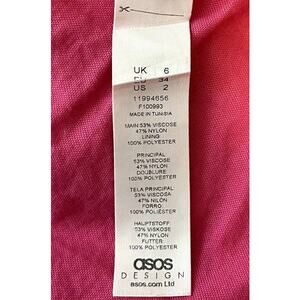 UK 6
EU 34
US 2
11994656
F100993
MADE IN TUNISIA
MAIN:53% VISCOSE
47% NYLON
LINING
100% POLYESTER
PRINCIPAL
53% VISCOSE
47% NYLON
DOUBLURE
100% POLYESTER
TELA PRINCIPAL
53% VISCOSA
47% NILÓN
FORRO
100% POLIÉSTER
HAUPTSTOFF
53% VISKOSE
47% NYLON
FUTTER:
100% POLYESTER
asos
DESIGN
asos.com Ltd